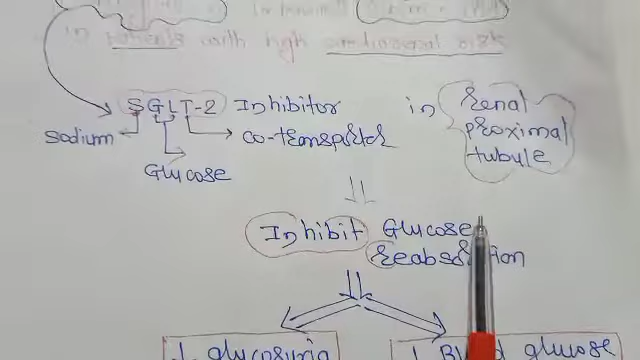 in patients with high cardiovascular risk
SGLT-2 Inhibitor in renal
sodium co-transporter proximal
Glucose tubule
Inhibit Glucose
Reabsorption
↓ glycosuria
↓ Blood glucose